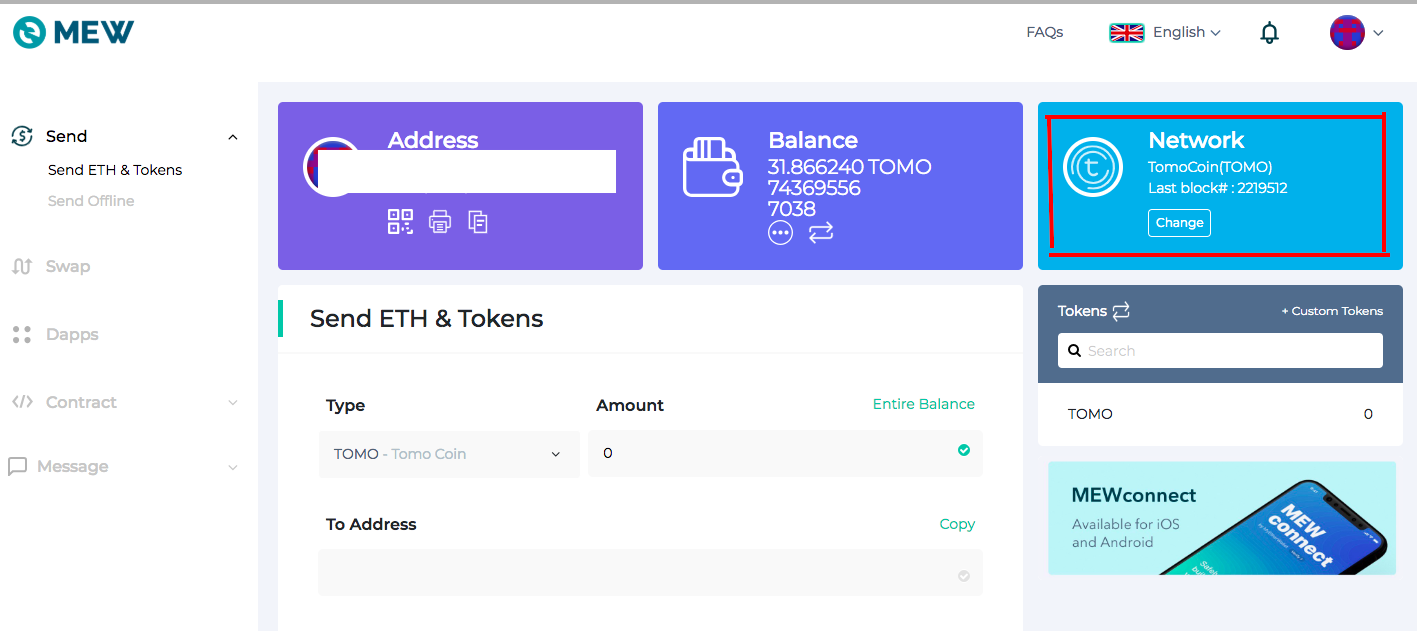 MEW
FAQs
English
Send
Send ETH & Tokens
Send Offline
Swap
Dapps
Contract
Message
Address
Balance
31.866240 TOMO
74369556
7038
Network
TomoCoin(TOMO)
Last block# : 2219512
Change
Send ETH & Tokens
Type
Amount
Entire Balance
TOMO - Tomo Coin
0
To Address
Copy
Tokens
+ Custom Tokens
Search
TOMO 0
MEWconnect
Available for iOS
and Android
MEW
connect